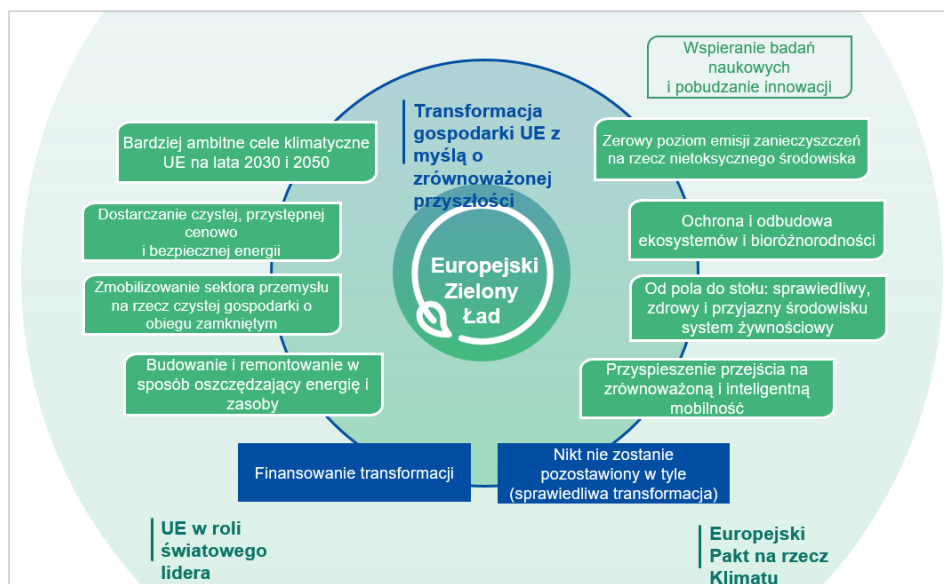 Wspieranie badań
naukowych
i pobudzanie innowacji
Transformacja
gospodarki UE z
myślą o
zrównoważonej
przyszłości
Bardziej ambitne cele klimatyczne
UE na lata 2030 i 2050
Zerowy poziom emisji zanieczyszczeń
na rzecz nietoksycznego środowiska
Dostarczanie czystej, przystępnej
cenowo
i bezpiecznej energii
Ochrona i odbudowa
ekosystemów i bioróżnorodności
Europejski
Zielony
Ład
Zmobilizowanie sektora przemysłu
na rzecz czystej gospodarki o
obiegu zamkniętym
Od pola do stołu: sprawiedliwy,
zdrowy i przyjazny środowisku
system żywnościowy
Budowanie i remontowanie w
sposób oszczędzający energię i
zasoby
Przyspieszenie przejścia na
zrównoważoną i inteligentną
mobilność
Finansowanie transformacji
Nikt nie zostanie
pozostawiony w tyle
(sprawiedliwa transformacja)
UE w roli
światowego
lidera
Europejski
Pakt na rzecz
Klimatu